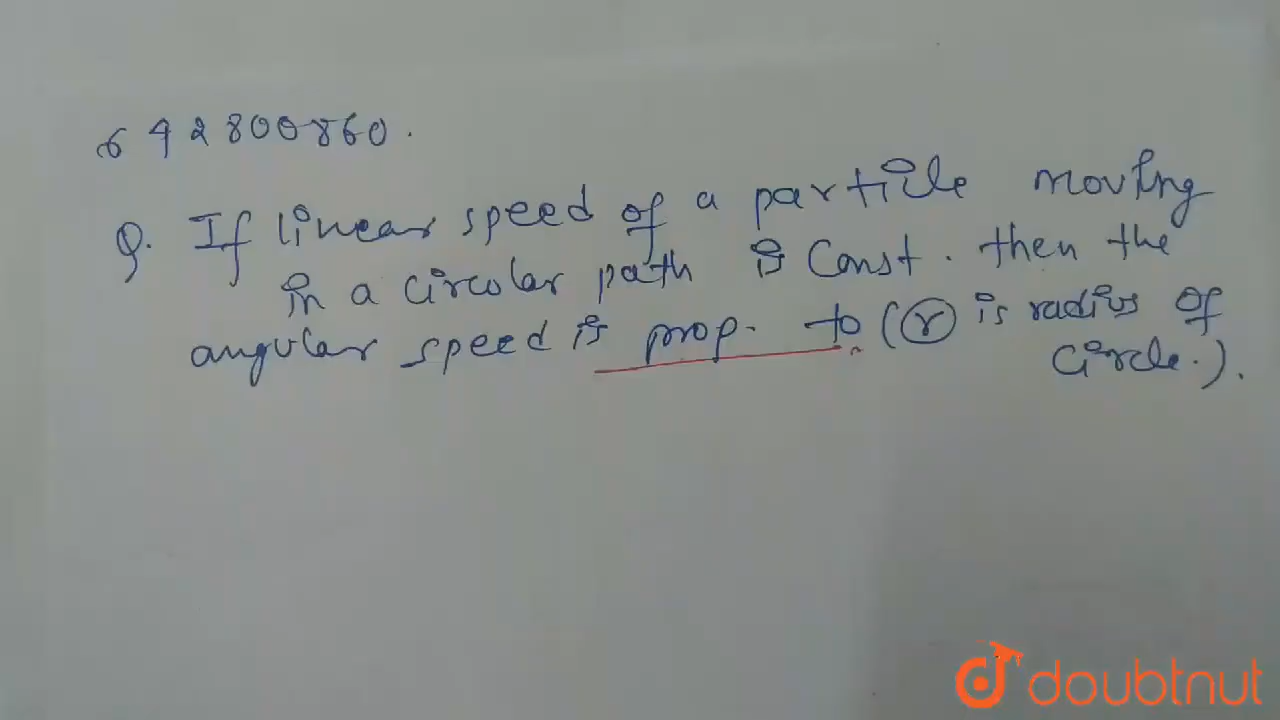 642800860.
Q. If linear speed of a particle moving
in a circular path is Const. then the
angular speed is prop. to (r is radius of
Circle.).
doubtnut